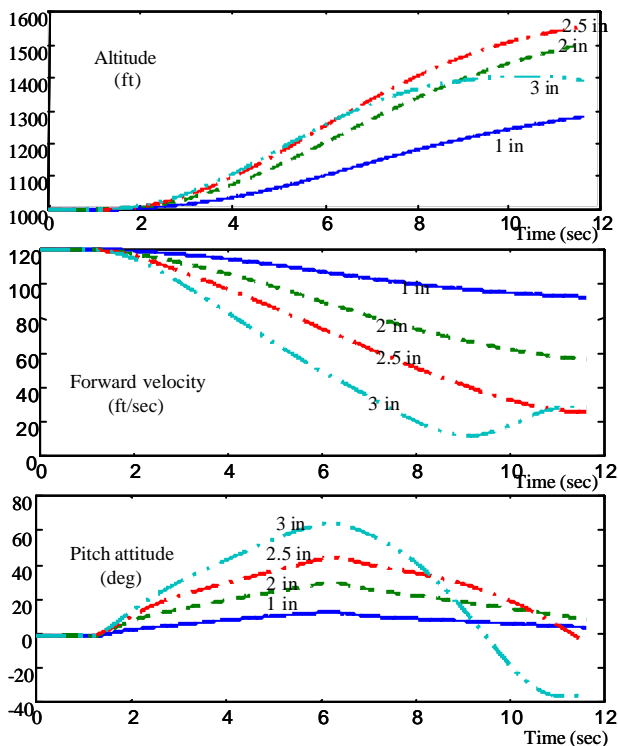 1600
1500
1400
1300
1200
1100
1000
Altitude
(ft)
2.5 in
2 in
3 in
1 in
0 2 4 6 8 10 12
Time (sec)
120
100
80
60
40
20
0
1 in
2 in
2.5 in
3 in
Forward velocity
(ft/sec)
0 2 4 6 8 10 12
Time (sec)
80
60
40
20
0
-20
-40
Pitch attitude
(deg)
3 in
2.5 in
2 in
1 in
0 2 4 6 8 10 12
Time (sec)